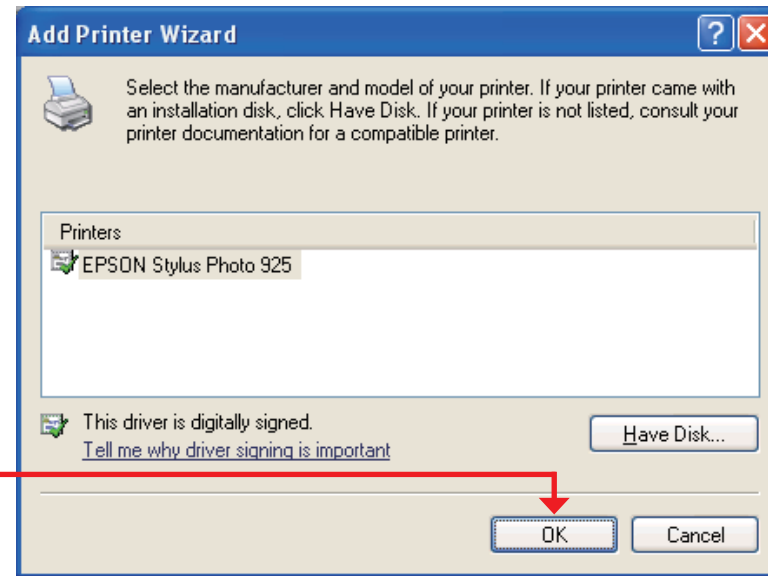 Add Printer Wizard
Select the manufacturer and model of your printer. If your printer came with
an installation disk, click Have Disk. If your printer is not listed, consult your
printer documentation for a compatible printer.
Printers
EPSON Stylus Photo 925
This driver is digitally signed.
Tell me why driver signing is important
Have Disk...
OK
Cancel